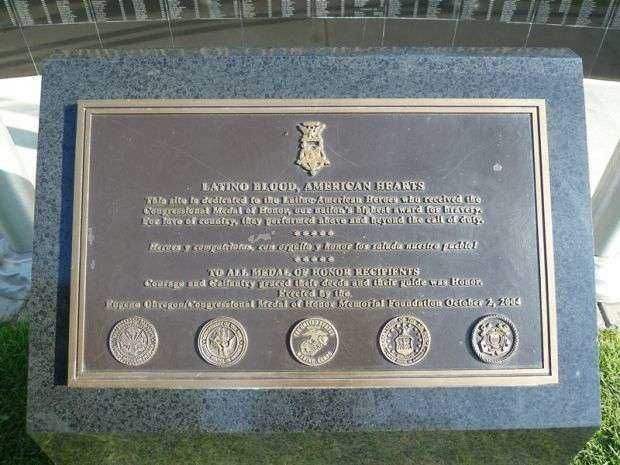 LATINO BLOOD, AMERICAN HEARTS
This site is dedicated to the Latino-American Heroes who received the
Congressional Medal of Honor, our nation's highest award for bravery.
For love of country, they performed above and beyond the call of duty.
Heroes y compatriotas, con orgullo y honor los saluda nuestro pueblo!
TO ALL MEDAL OF HONOR RECIPIENTS
Courage and Gallantry graced their deeds and their guide was Honor.
Erected by the
Eugene Obregon/Congressional Medal of Honor Memorial Foundation October 2, 2004